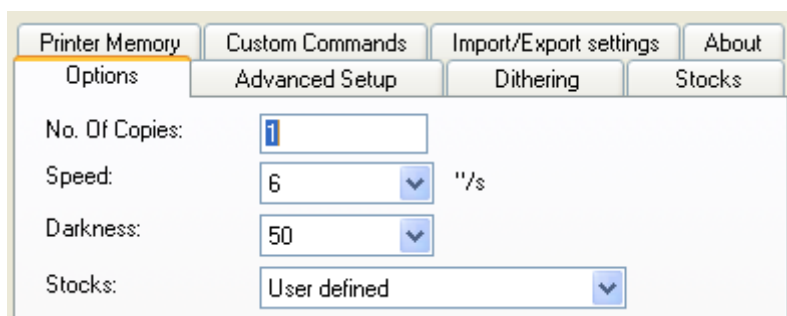 Printer Memory Custom Commands Import/Export settings About
Options Advanced Setup Dithering Stocks
No. Of Copies: 1
Speed: 6 "/s
Darkness: 50
Stocks: User defined